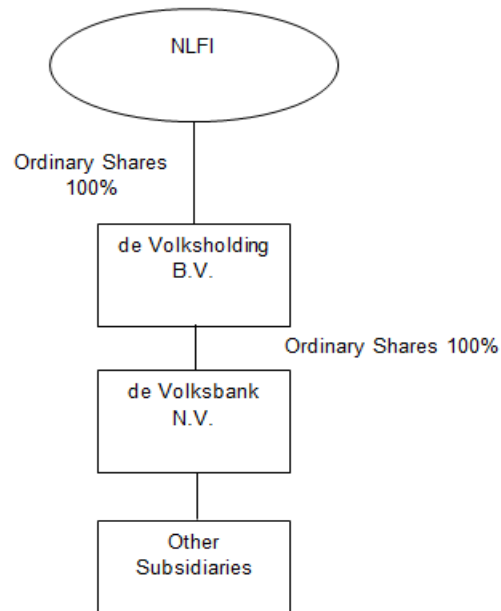 NLFI
Ordinary Shares
100%
de Volksholding
B.V.
Ordinary Shares 100%
de Volksbank
N.V.
Other
Subsidiaries